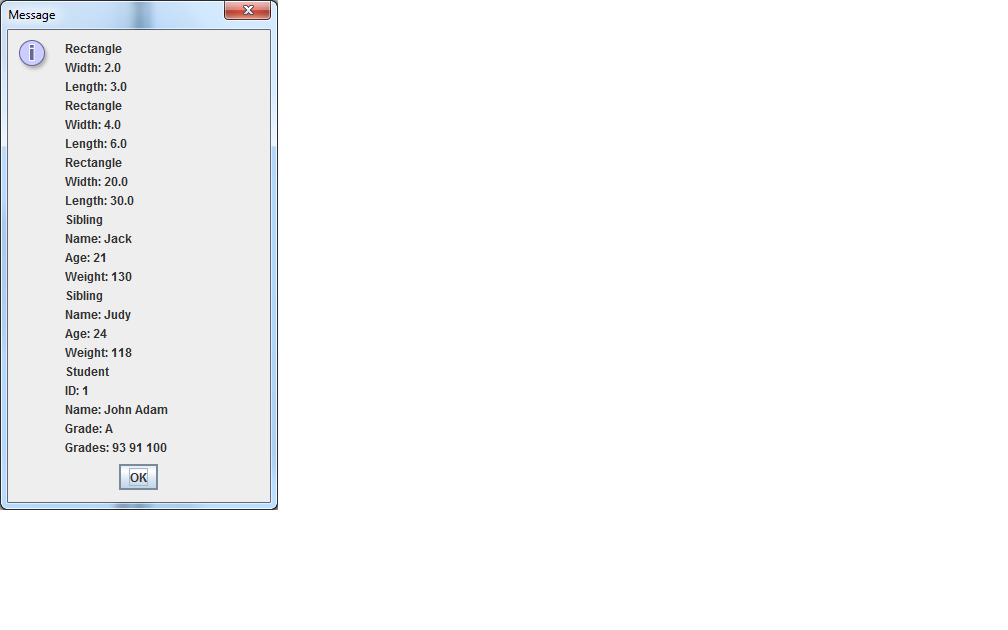 Message
Rectangle
Width: 2.0
Length: 3.0
Rectangle
Width: 4.0
Length: 6.0
Rectangle
Width: 20.0
Length: 30.0
Sibling
Name: Jack
Age: 21
Weight: 130
Sibling
Name: Judy
Age: 24
Weight: 118
Student
ID: 1
Name: John Adam
Grade: A
Grades: 93 91 100
OK